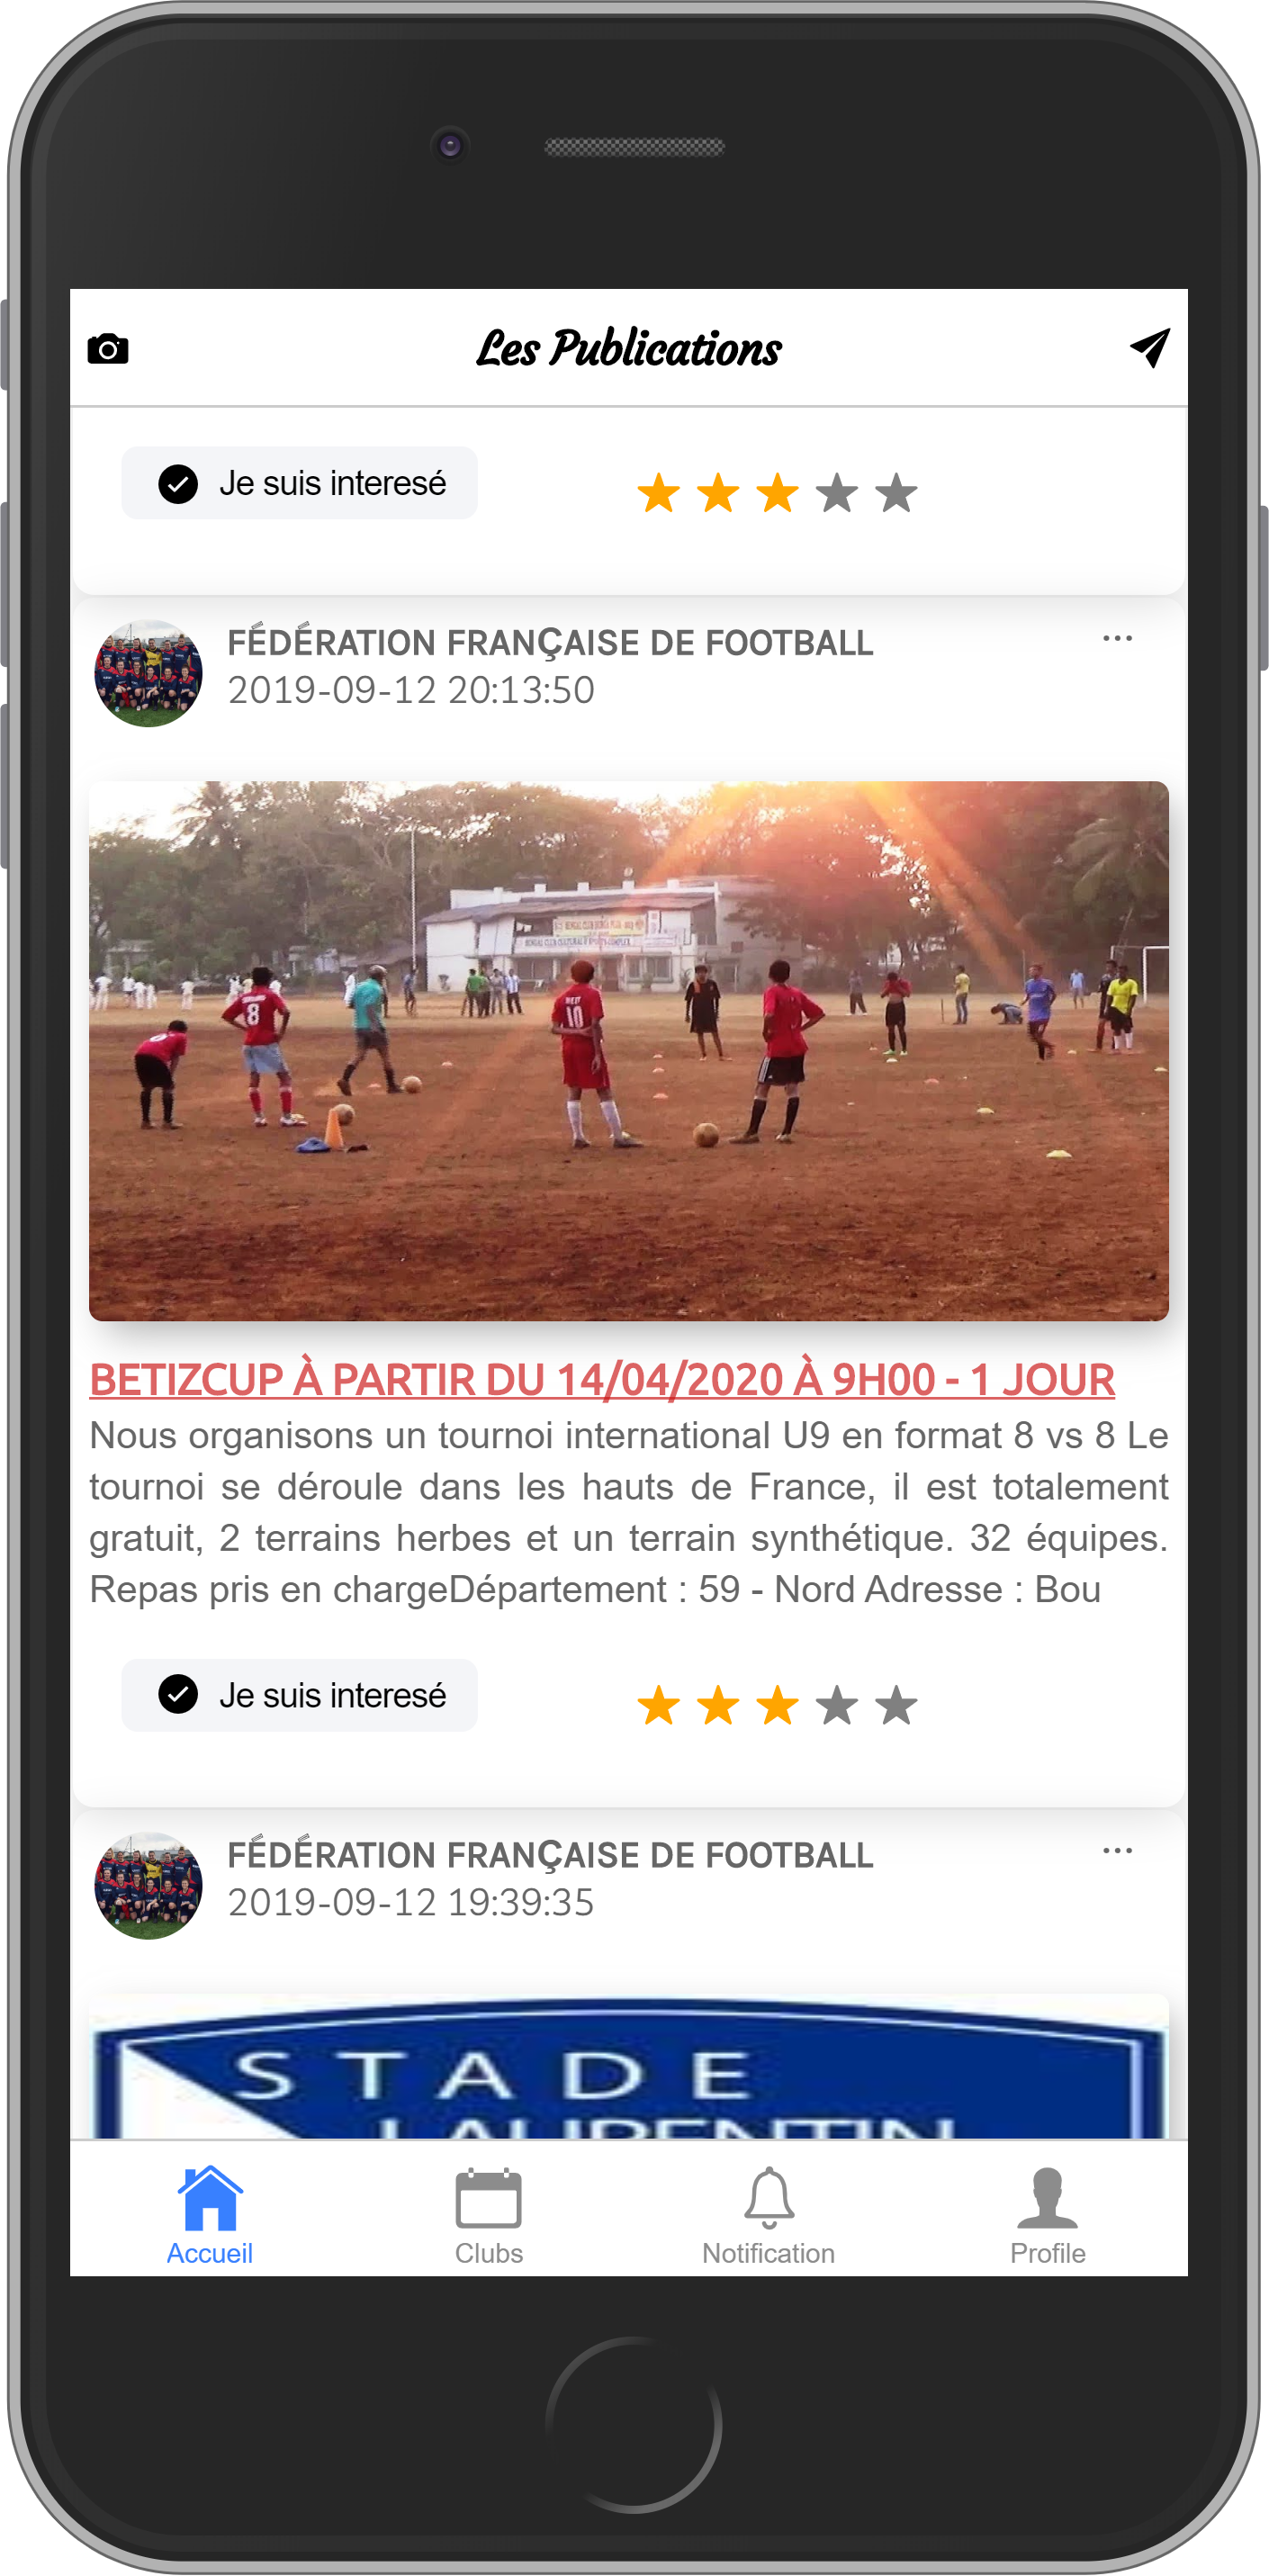 Les Publications
Je suis interesé
FÉDÉRATION FRANÇAISE DE FOOTBALL
2019-09-12 20:13:50
8
10
BETIZCUP À PARTIR DU 14/04/2020 À 9H00 - 1 JOUR
Nous organisons un tournoi international U9 en format 8 vs 8 Le
tournoi se déroule dans les hauts de France, il est totalement
gratuit, 2 terrains herbes et un terrain synthétique. 32 équipes.
Repas pris en chargeDépartement : 59 - Nord Adresse : Bou
Je suis interesé
FÉDÉRATION FRANÇAISE DE FOOTBALL
2019-09-12 19:39:35
STADE
LAURENTIN
Accueil
Clubs
Notification
Profile